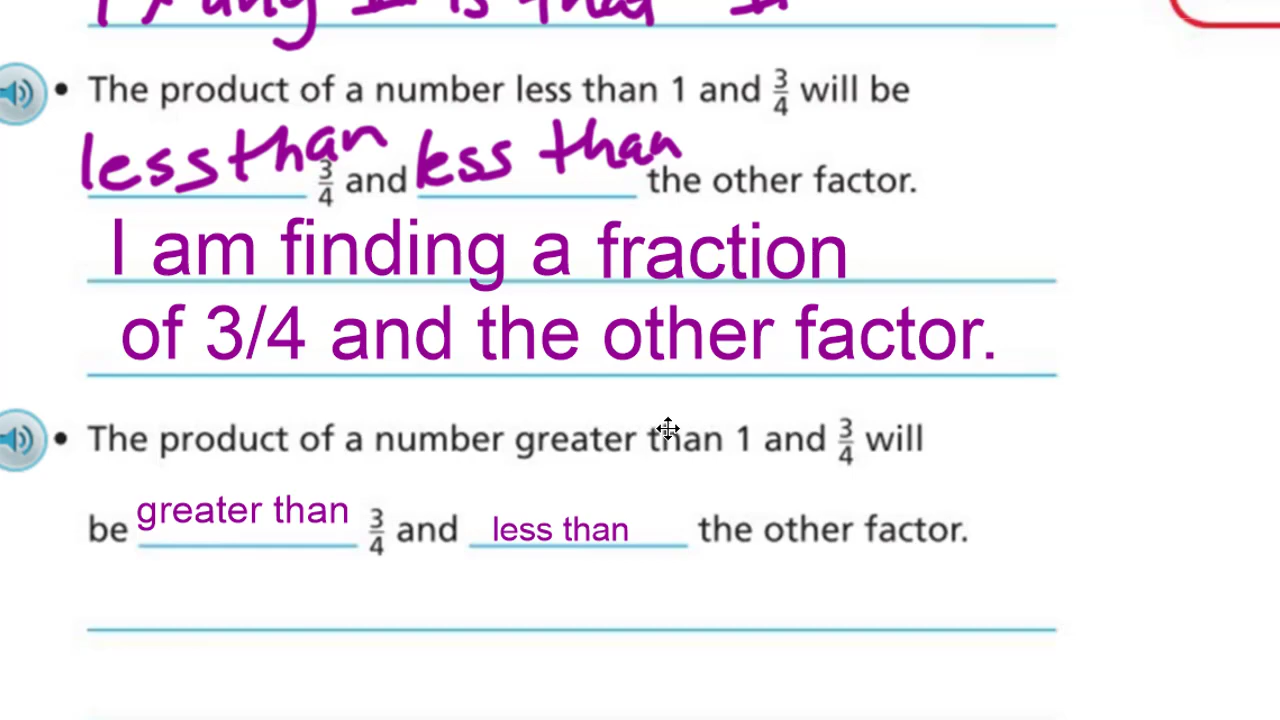 • The product of a number less than 1 and 3/4 will be
less than 3/4 and less than the other factor.
I am finding a fraction
of 3/4 and the other factor.
• The product of a number greater than 1 and 3/4 will
be greater than 3/4 and less than the other factor.